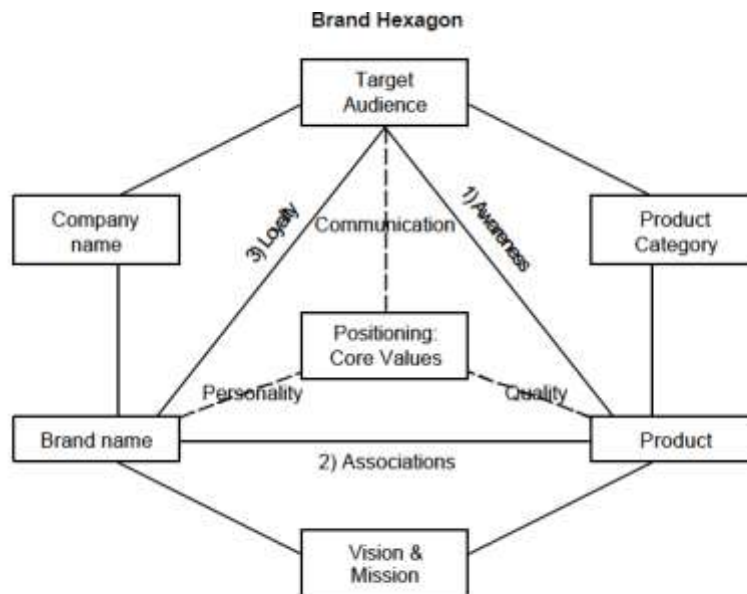 Brand Hexagon
Target
Audience
Company
name
3) Loyalty
Communication
1) Awareness
Product
Category
Positioning:
Core Values
Personality
Quality
Brand name
Product
2) Associations
Vision &
Mission